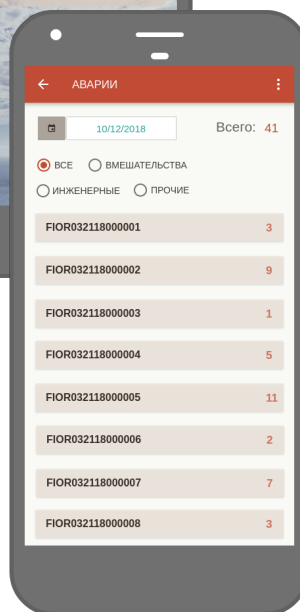 АВАРИИ
10/12/2018 Всего: 41
ВСЕ ВМЕШАТЕЛЬСТВА
ИНЖЕНЕРНЫЕ ПРОЧИЕ
FIOR032118000001 3
FIOR032118000002 9
FIOR032118000003 1
FIOR032118000004 5
FIOR032118000005 11
FIOR032118000006 2
FIOR032118000007 7
FIOR032118000008 3